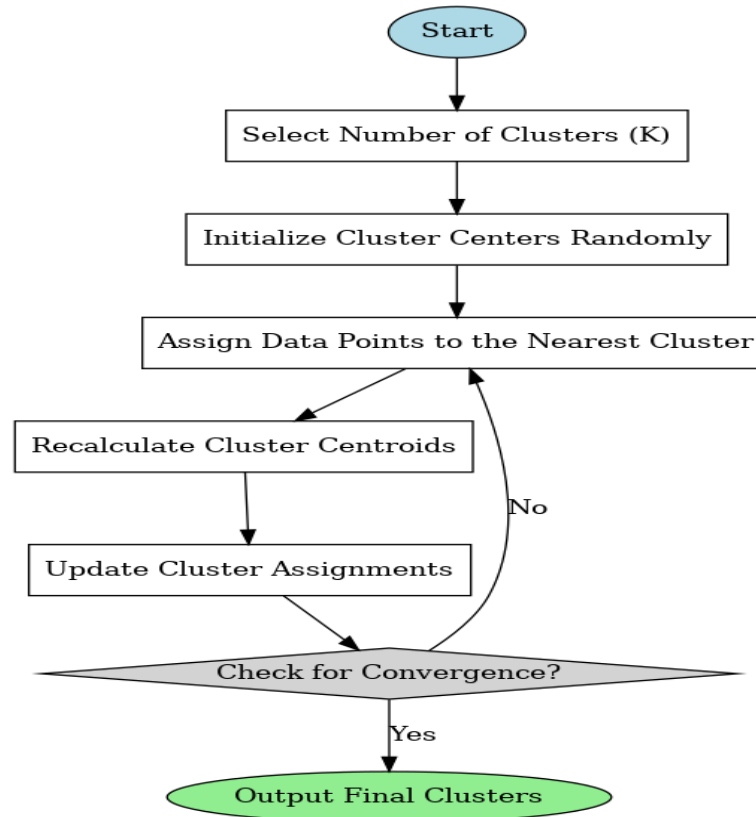 Start
Select Number of Clusters (K)
Initialize Cluster Centers Randomly
Assign Data Points to the Nearest Cluster
Recalculate Cluster Centroids
No
Update Cluster Assignments
Check for Convergence?
Yes
Output Final Clusters